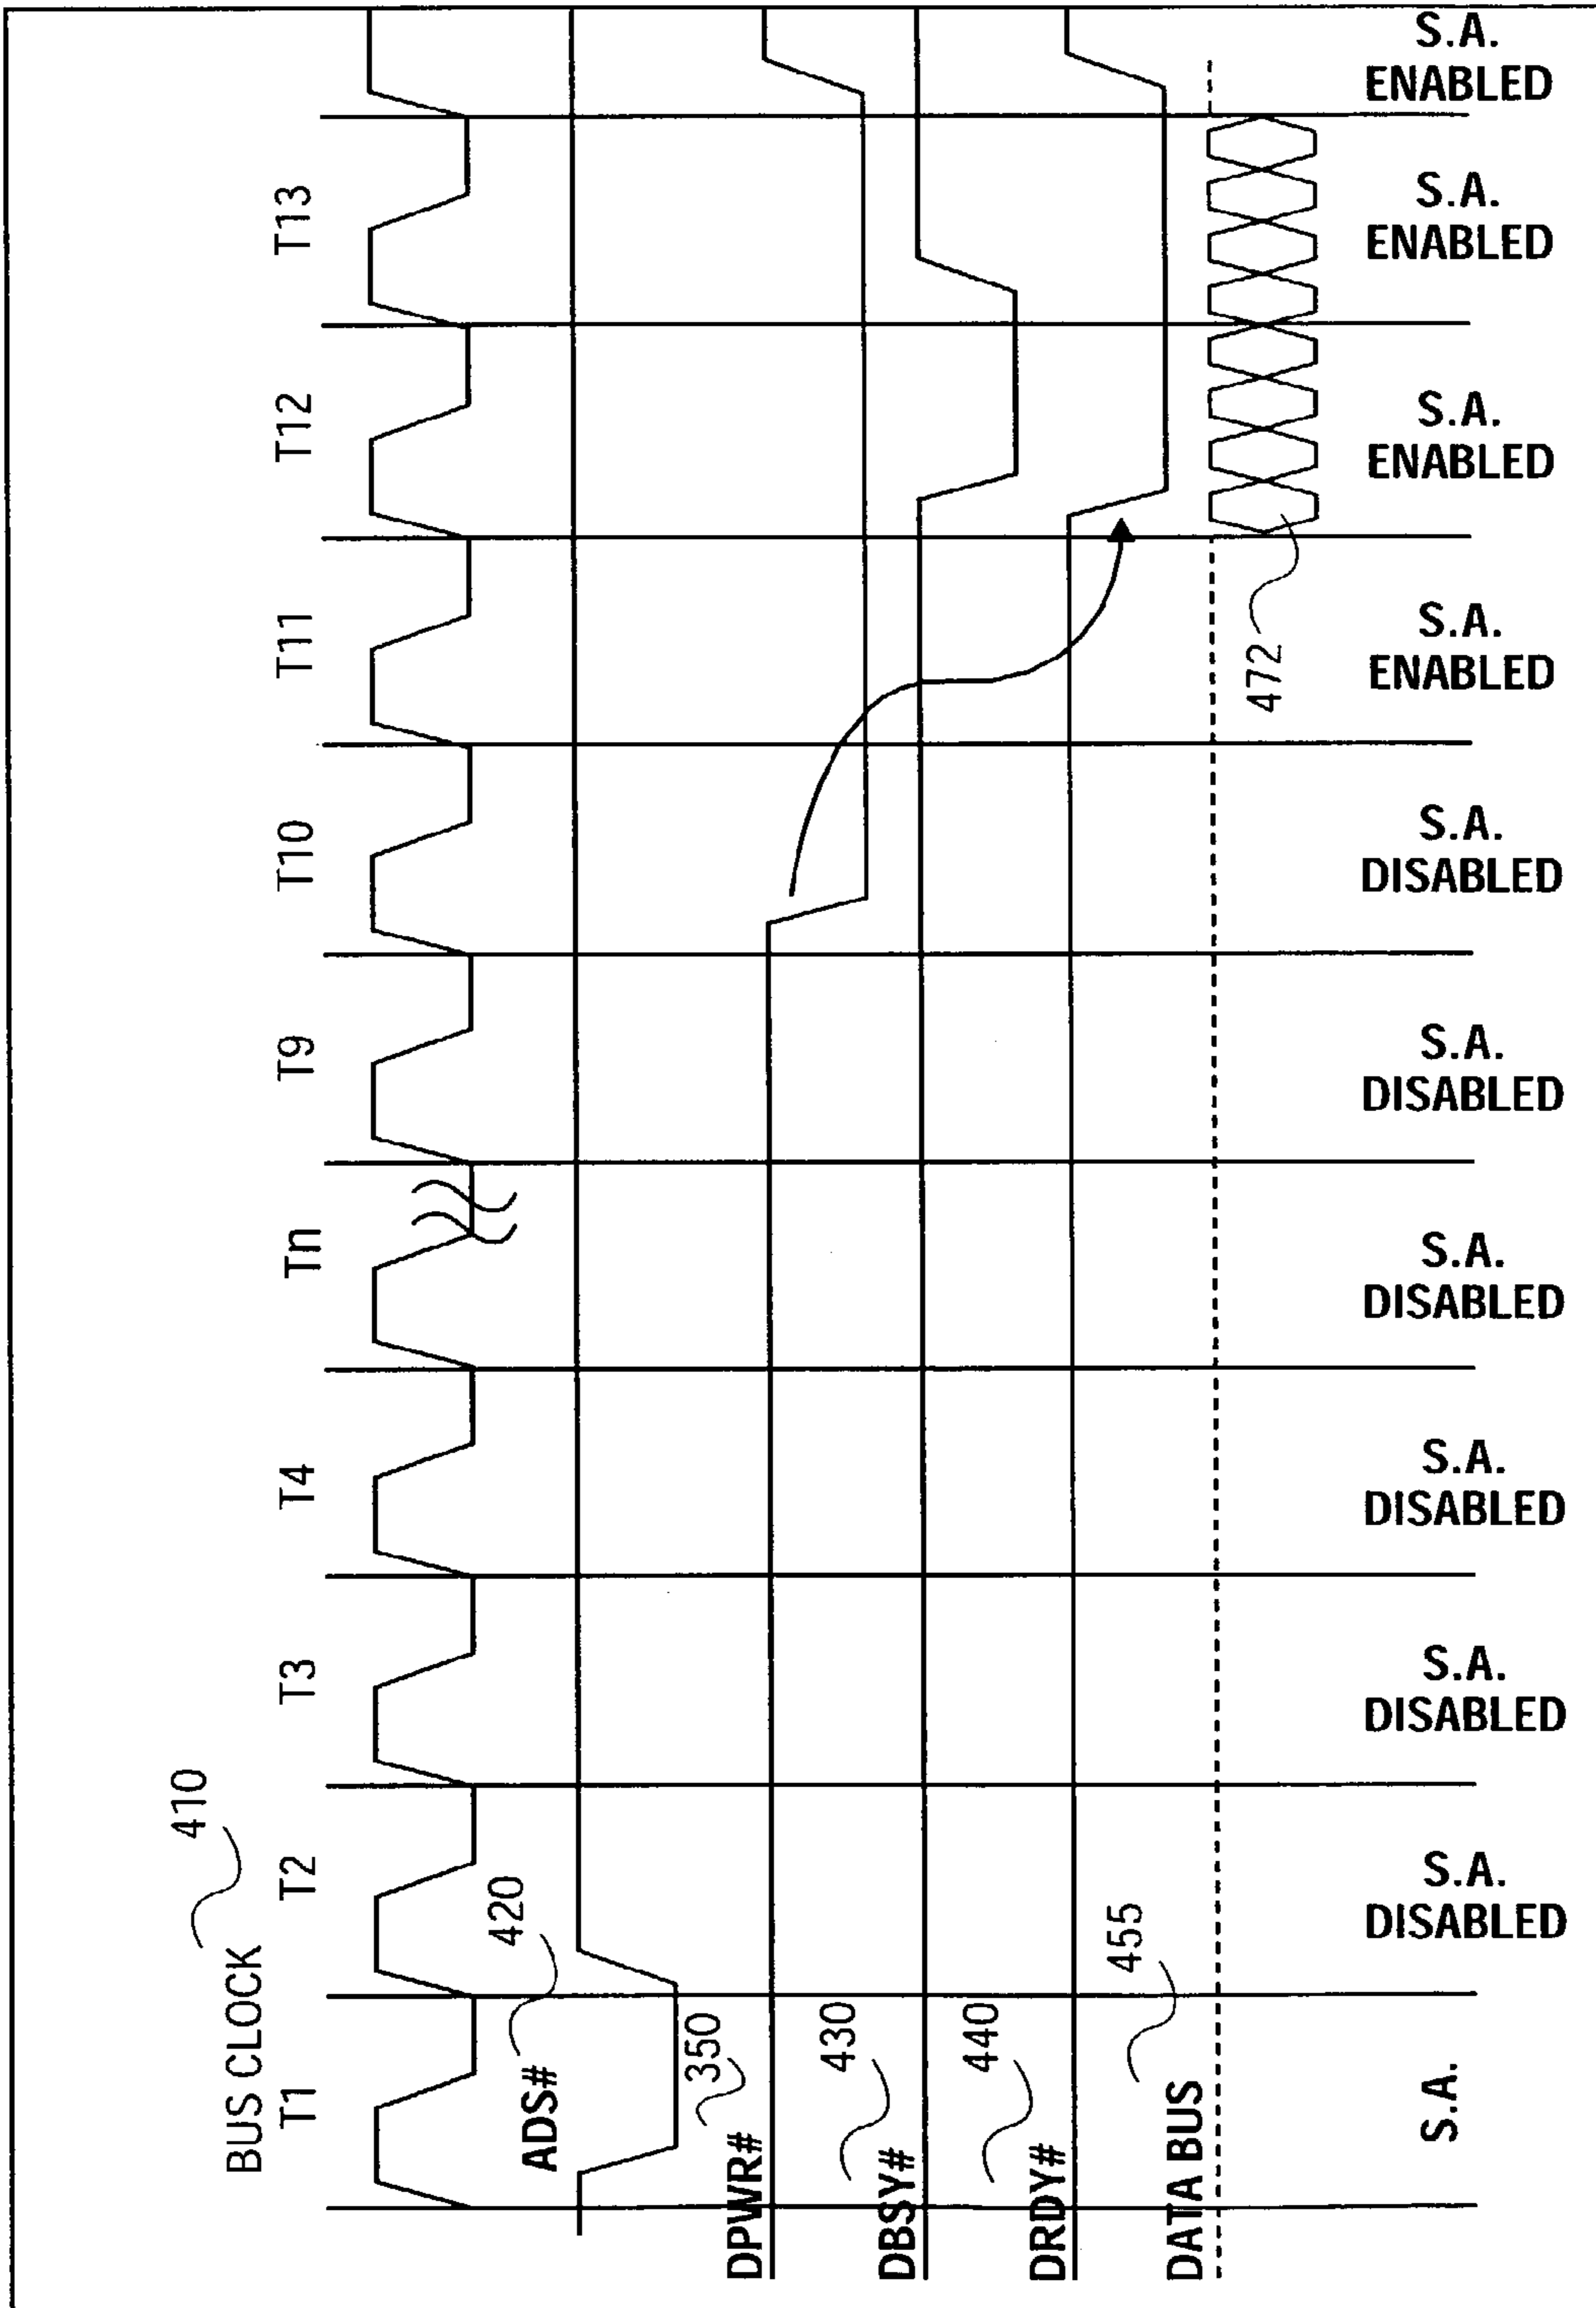 BUS CLOCK
410
T1
T2
T3
T4
Tn
T9
T10
T11
T12
T13
ADS#
420
DPWR#
350
DBSY#
430
DRDY#
440
DATA BUS
455
472
S.A.
S.A.
DISABLED
S.A.
DISABLED
S.A.
DISABLED
S.A.
DISABLED
S.A.
DISABLED
S.A.
DISABLED
S.A.
ENABLED
S.A.
ENABLED
S.A.
ENABLED
S.A.
ENABLED